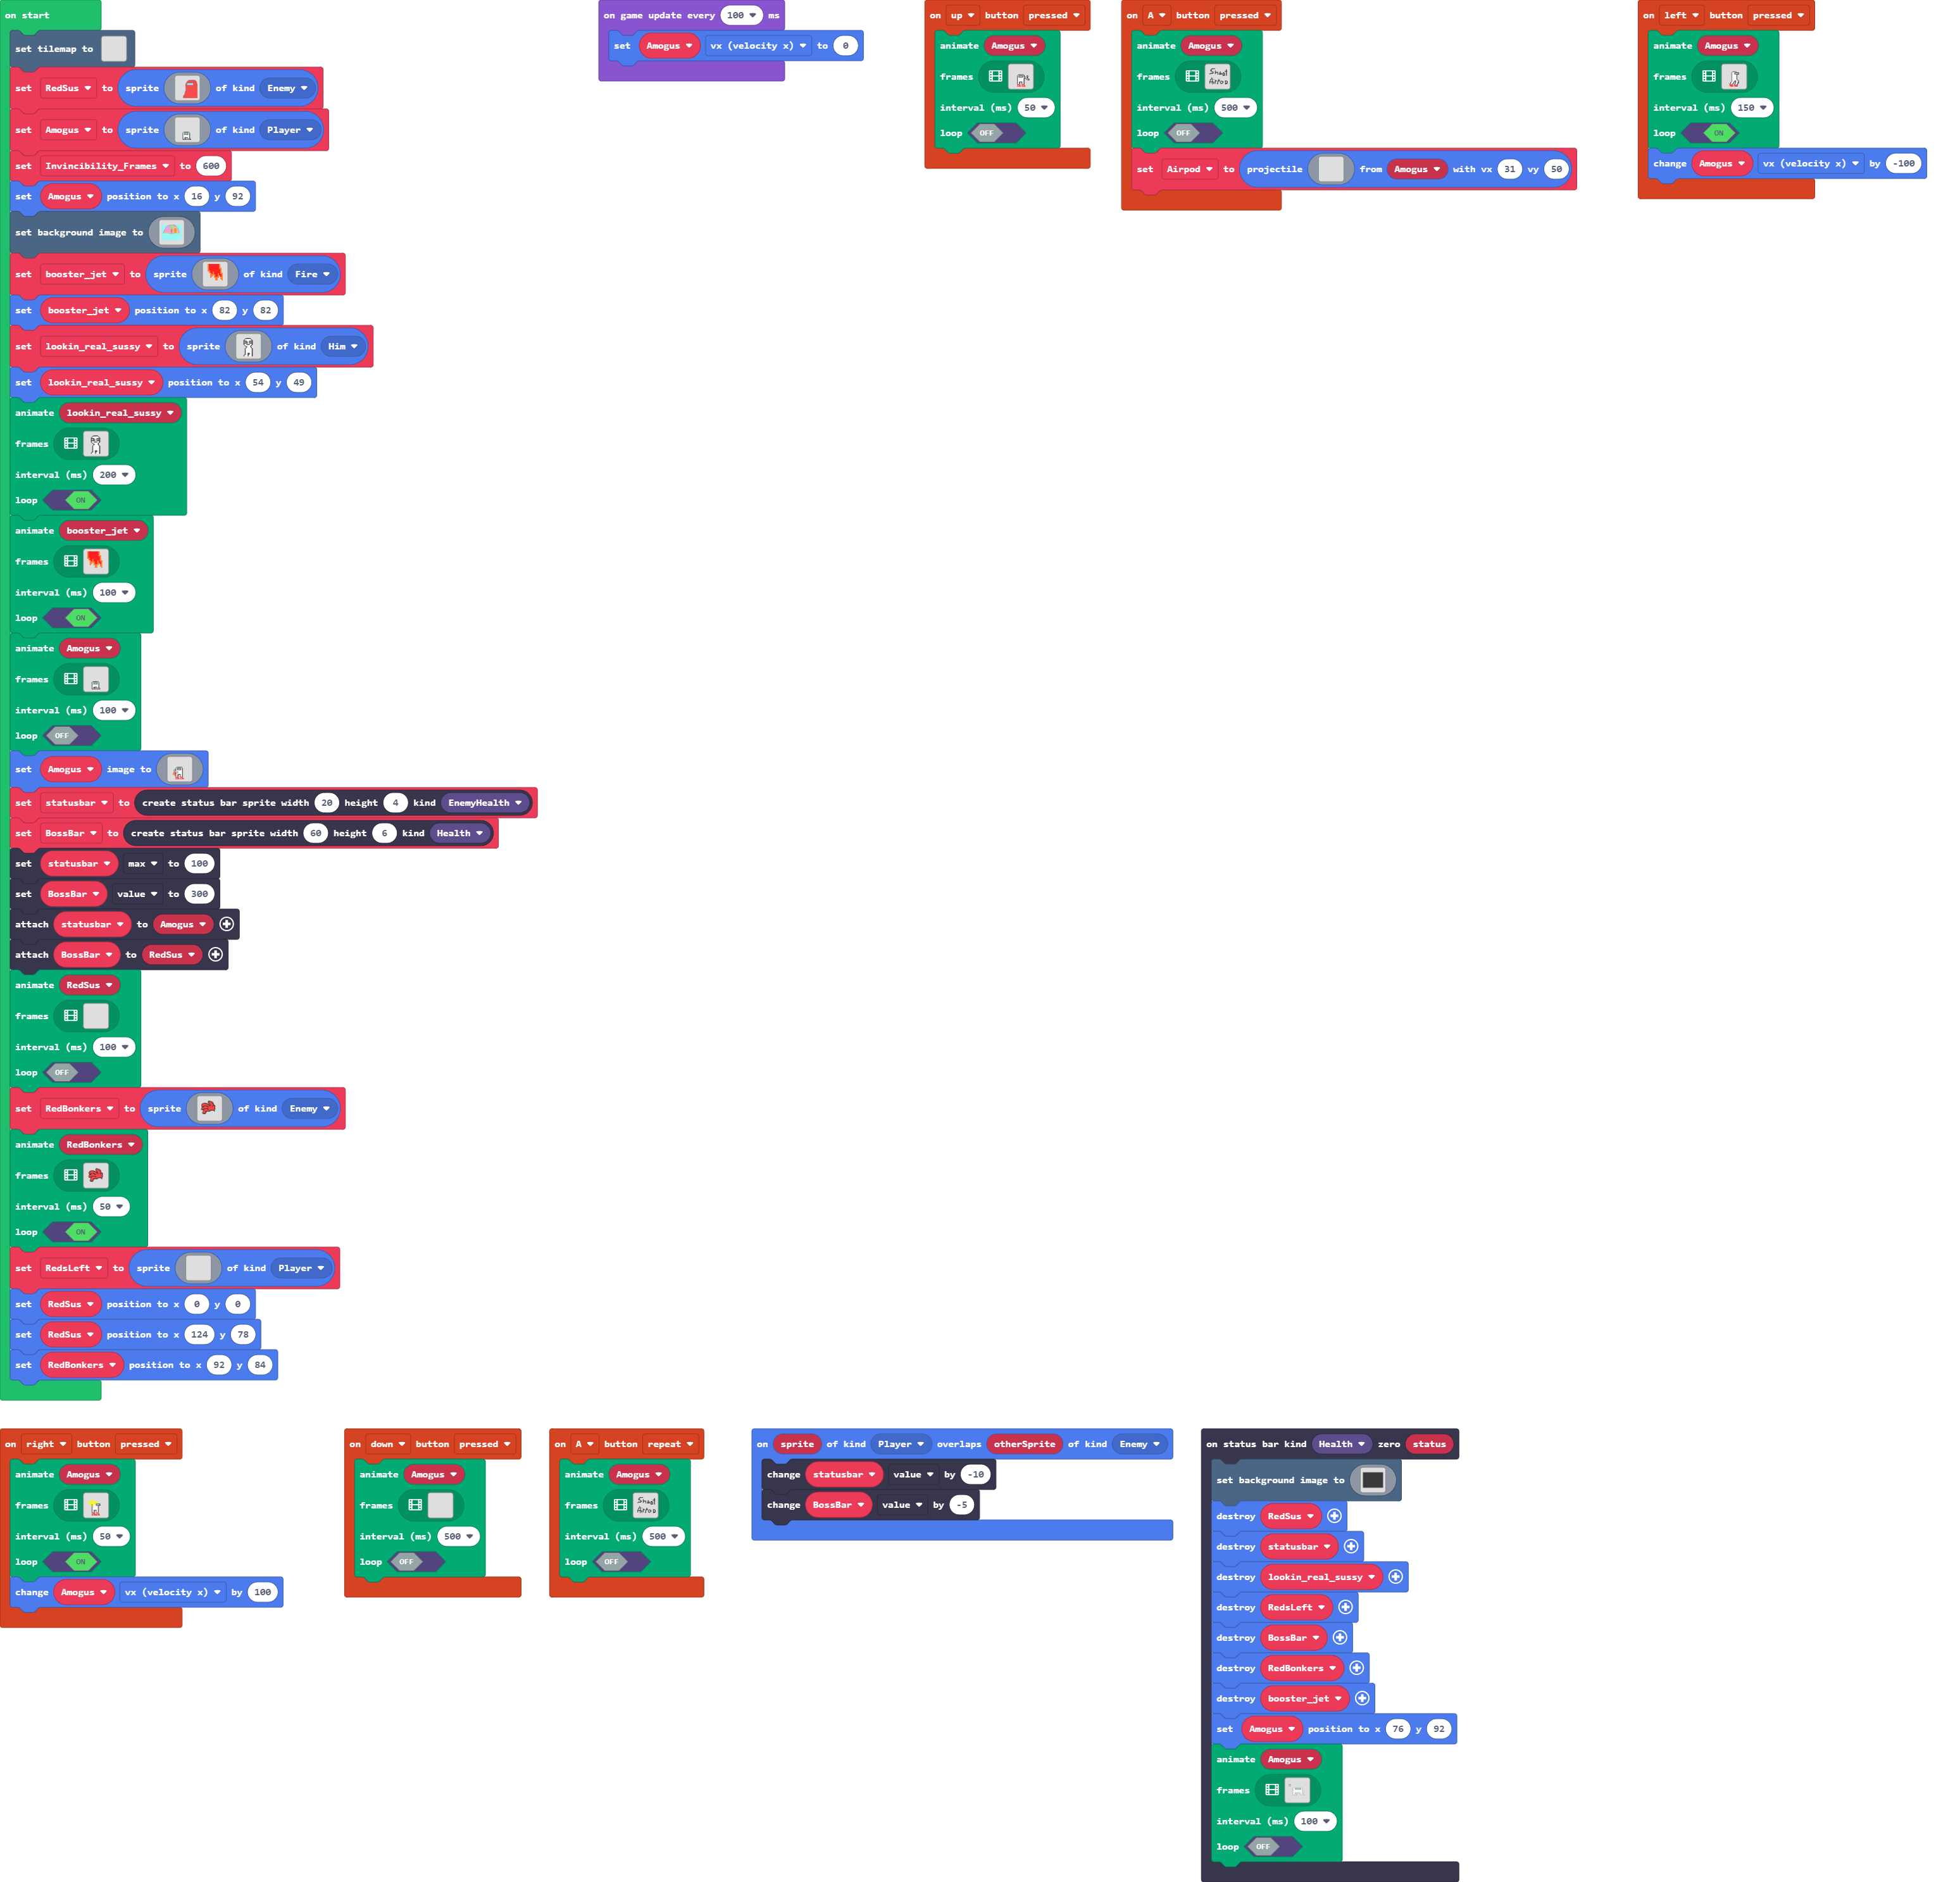 on start
set tilemap to
set RedSus to sprite of kind Enemy
set Amogus to sprite of kind Player
set Invincibility_Frames to 600
set Amogus position to x 16 y 92
set background image to
set booster_jet to sprite of kind Fire
set booster_jet position to x 82 y 82
set lookin_real_sussy to sprite of kind Him
set lookin_real_sussy position to x 54 y 49
animate lookin_real_sussy
frames
interval (ms) 200
loop ON
animate booster_jet
frames
interval (ms) 100
loop ON
animate Amogus
frames
interval (ms) 100
loop OFF
set Amogus image to
set statusbar to create status bar sprite width 20 height 4 kind EnemyHealth
set BossBar to create status bar sprite width 60 height 6 kind Health
set statusbar max to 100
set BossBar value to 300
attach statusbar to Amogus
attach BossBar to RedSus
animate RedSus
frames
interval (ms) 100
loop OFF
set RedBonkers to sprite of kind Enemy
animate RedBonkers
frames
interval (ms) 50
loop ON
set RedsLeft to sprite of kind Player
set RedSus position to x 0 y 0
set RedSus position to x 124 y 78
set RedBonkers position to x 92 y 84
on game update every 100 ms
set Amogus vx (velocity x) to 0
on up button pressed
animate Amogus
frames
interval (ms) 50
loop OFF
on A button pressed
animate Amogus
frames
interval (ms) 500
loop OFF
set Airpod to projectile from Amogus with vx 31 vy 50
on left button pressed
animate Amogus
frames
interval (ms) 150
loop ON
change Amogus vx (velocity x) by -100
on right button pressed
animate Amogus
frames
interval (ms) 50
loop ON
change Amogus vx (velocity x) by 100
on down button pressed
animate Amogus
frames
interval (ms) 500
loop OFF
on A button repeat
animate Amogus
frames
interval (ms) 500
loop OFF
on sprite of kind Player overlaps otherSprite of kind Enemy
change statusbar value by -10
change BossBar value by -5
on status bar kind Health zero status
set background image to
destroy RedSus
destroy statusbar
destroy lookin_real_sussy
destroy RedsLeft
destroy BossBar
destroy RedBonkers
destroy booster_jet
set Amogus position to x 76 y 92
animate Amogus
frames
interval (ms) 100
loop OFF